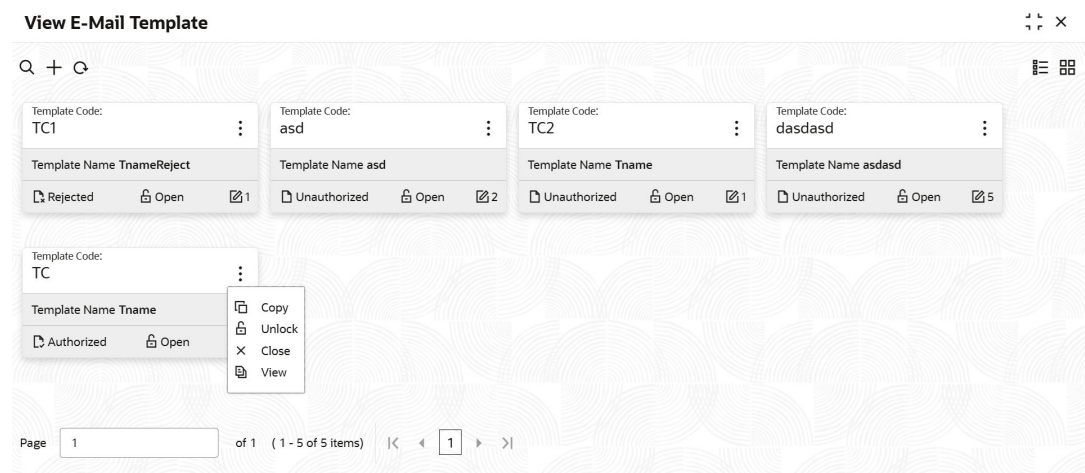 View E-Mail Template
Template Code:
TC1
Template Name TnameReject
Rejected Open 1
Template Code:
asd
Template Name asd
Unauthorized Open 2
Template Code:
TC2
Template Name Tname
Unauthorized Open 1
Template Code:
dasdasd
Template Name asdasd
Unauthorized Open 5
Template Code:
TC
Template Name Tname
Authorized Open
Copy
Unlock
Close
View
Page 1 of 1 ( 1 - 5 of 5 items) 1